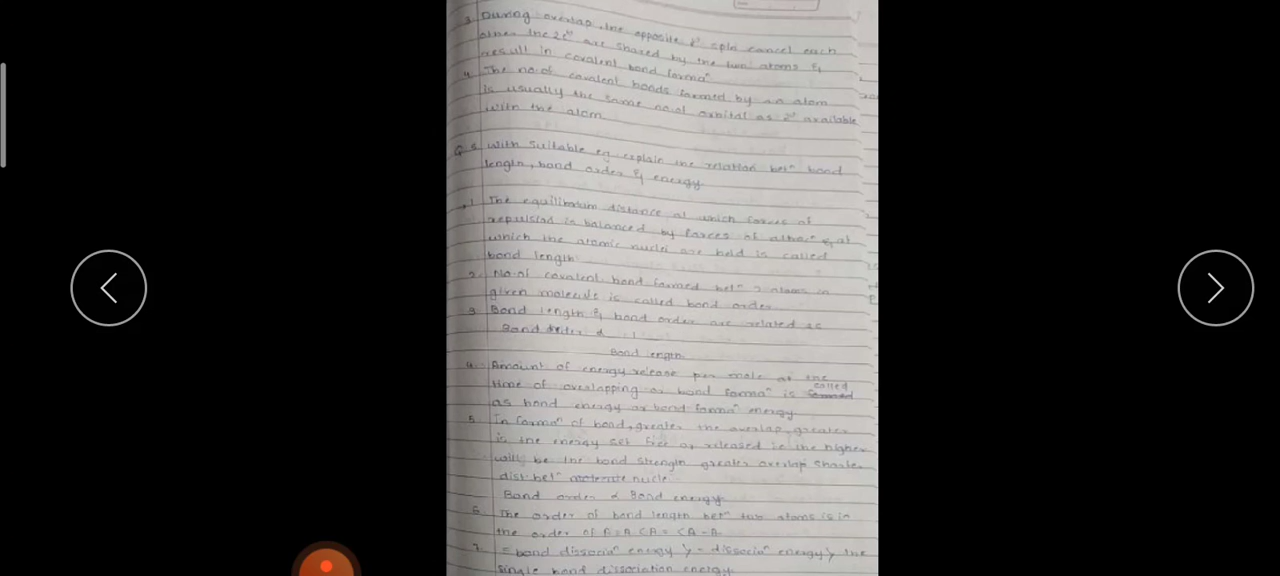 3. During overlap, the opposite e⁻ spin cancel each
other the 2e⁻ⁿ are shared by the two atoms &
result in covalent bond formaⁿ
4. The no.of covalent bonds formed by an atom
is usually the same no.of orbital as e⁻ available
with the atom.
Q.5 With suitable eg explain the relation betⁿ bond
length, bond order & energy.
1. The equilibrium distance at which forces of
repulsion is balanced by forces of attracⁿ & at
which the atomic nuclei are held is called
bond length.
2. No.of covalent bond formed betⁿ 2 atoms in
given molecule is called bond order.
3. Bond length & bond order are related as
Bond order α 1
Bond length.
4. Amount of energy release per mole at the
time of overlapping or bond formaⁿ is called
as bond energy or bond formaⁿ energy.
5. In formaⁿ of bond, greater the overlap, greater
is the energy set free or released ie the higher
will be the bond strength greater overlap shorter
dist betⁿ nuclei
Bond order α Bond energy.
6. The order of bond length betⁿ two atoms is in
the order of
7. bond dissociaⁿ energy > = dissociaⁿ energy > the
single bond dissociation energy.